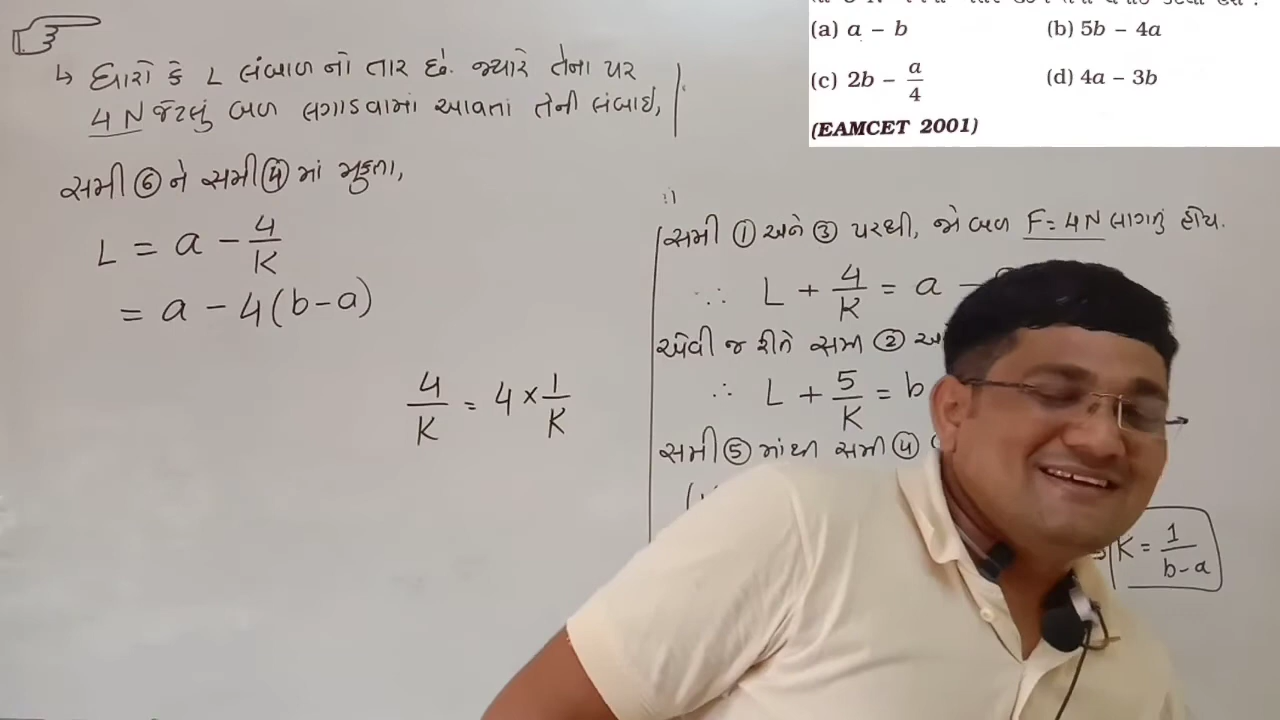 (a) a − b (b) 5b − 4a
(c) 2b − a/4 (d) 4a − 3b
(EAMCET 2001)
↳ ધારો કે L લંબાઈ નો તાર છે. જ્યારે તેના પર
4 N જેટલું બળ લગાડવામાં આવતાં તેની લંબાઈ,
સમી ⑥ ને સમી ④ માં મુકતા,
L = a − 4/K
= a − 4(b−a)
4/K = 4 × 1/K
સમી ① અને ③ પરથી, જો બળ F = 4N લાગતું હોય.
∴ L + 4/K = a −
એવી જ રીતે સમી ②
∴ L + 5/K = b
સમી ⑤ માંથી સમી ④
K = 1/(b−a)